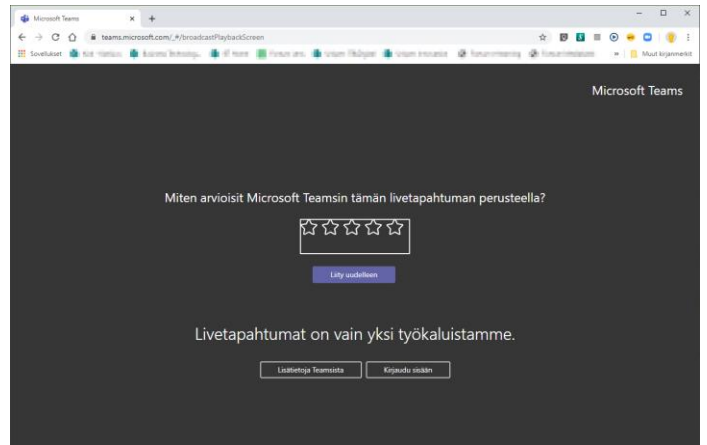 Microsoft Teams
teams.microsoft.com/_#/broadcastPlaybackScreen
Sovellukset
Muut kirjanmerkit
Microsoft Teams
Miten arvioisit Microsoft Teamsin tämän livetapahtuman perusteella?
Liity uudelleen
Livetapahtumat on vain yksi työkaluistamme.
Lisätietoja Teamsista Kirjaudu sisään